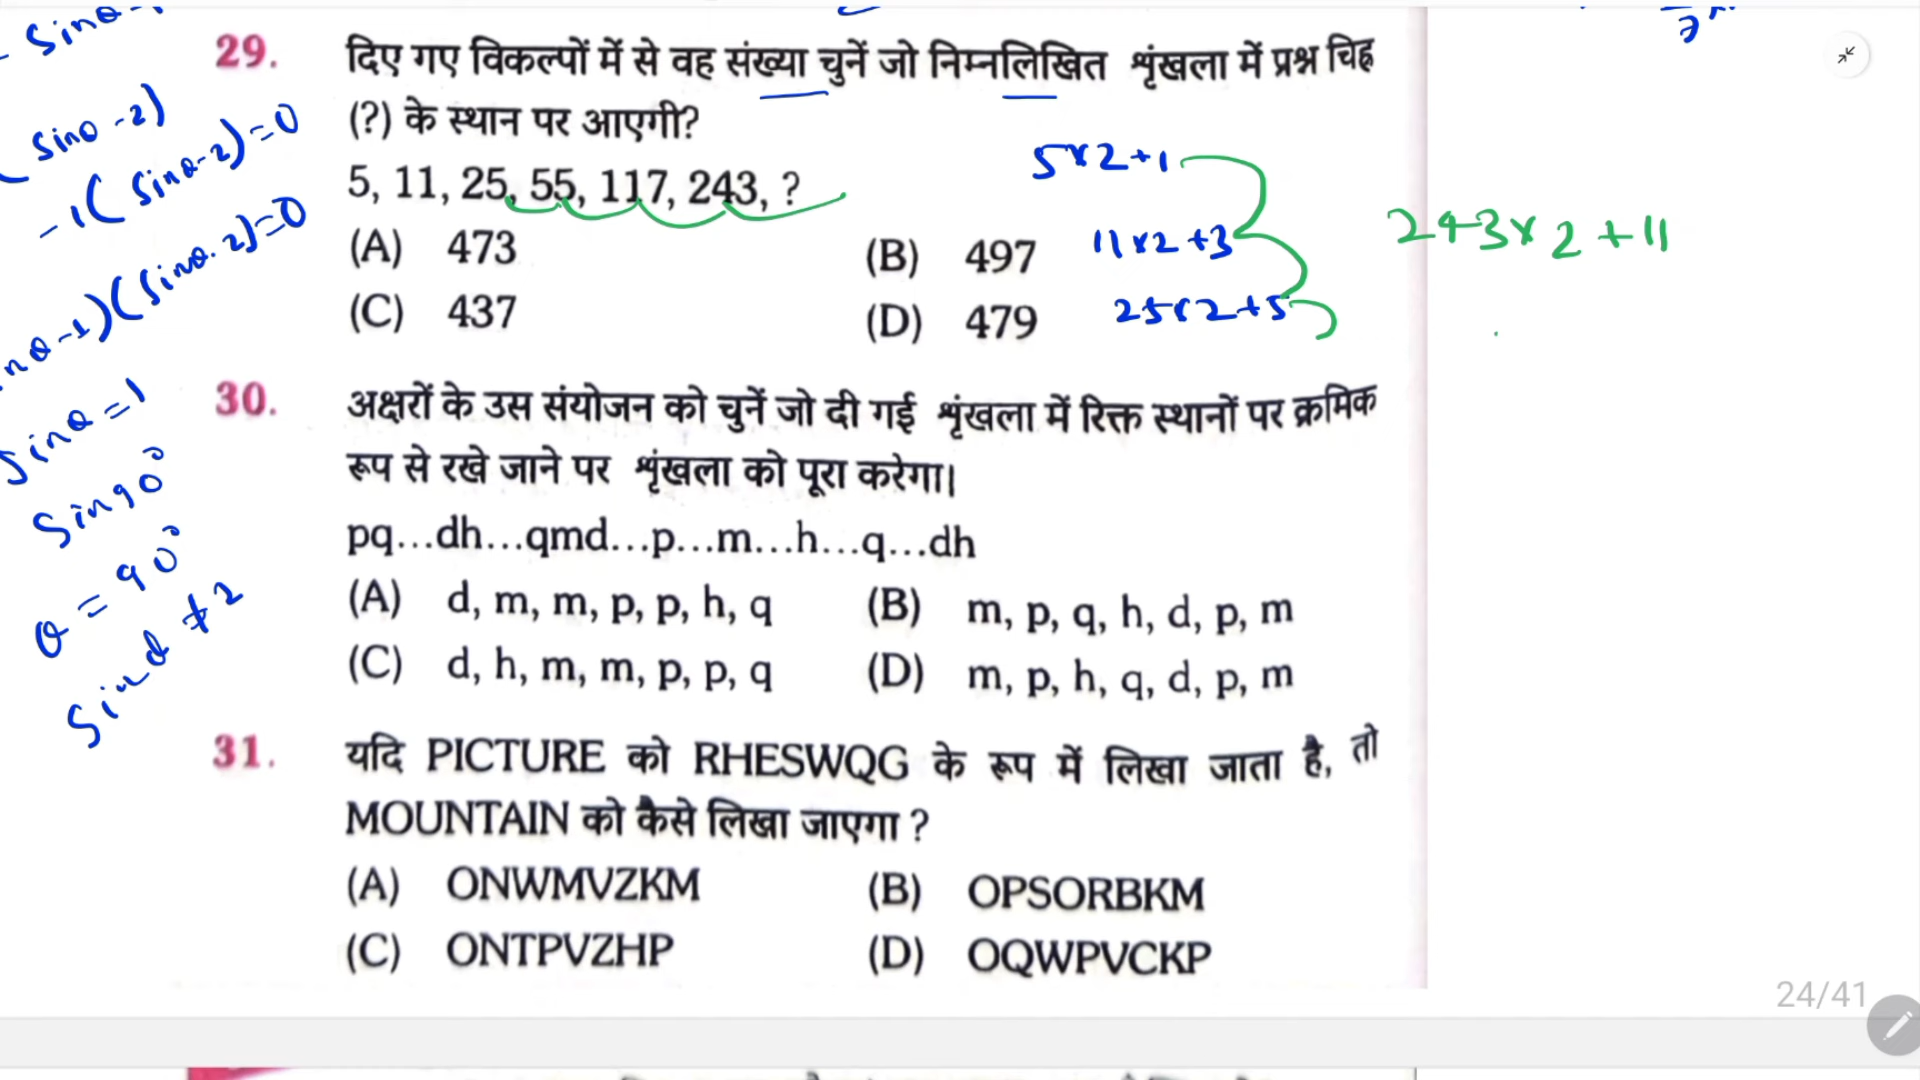 - sinθ-
sinθ-2)
-1(sinθ-2)=0
nθ-1)(sinθ-2)=0
sinθ=1
sin90°
θ=90°
sinθ≠2
29. दिए गए विकल्पों में से वह संख्या चुनें जो निम्नलिखित शृंखला में प्रश्न चिह्न
(?) के स्थान पर आएगी?
5, 11, 25, 55, 117, 243, ?
(A) 473 (B) 497
(C) 437 (D) 479
5×2+1
11×2+3
25×2+5
243×2+11
30. अक्षरों के उस संयोजन को चुनें जो दी गई शृंखला में रिक्त स्थानों पर क्रमिक
रूप से रखे जाने पर शृंखला को पूरा करेगा।
pq...dh...qmd...p...m...h...q...dh
(A) d, m, m, p, p, h, q (B) m, p, q, h, d, p, m
(C) d, h, m, m, p, p, q (D) m, p, h, q, d, p, m
31. यदि PICTURE को RHESWQG के रूप में लिखा जाता है, तो
MOUNTAIN को कैसे लिखा जाएगा ?
(A) ONWMVZKM (B) OPSORBKM
(C) ONTPVZHP (D) OQWPVCKP
24/41